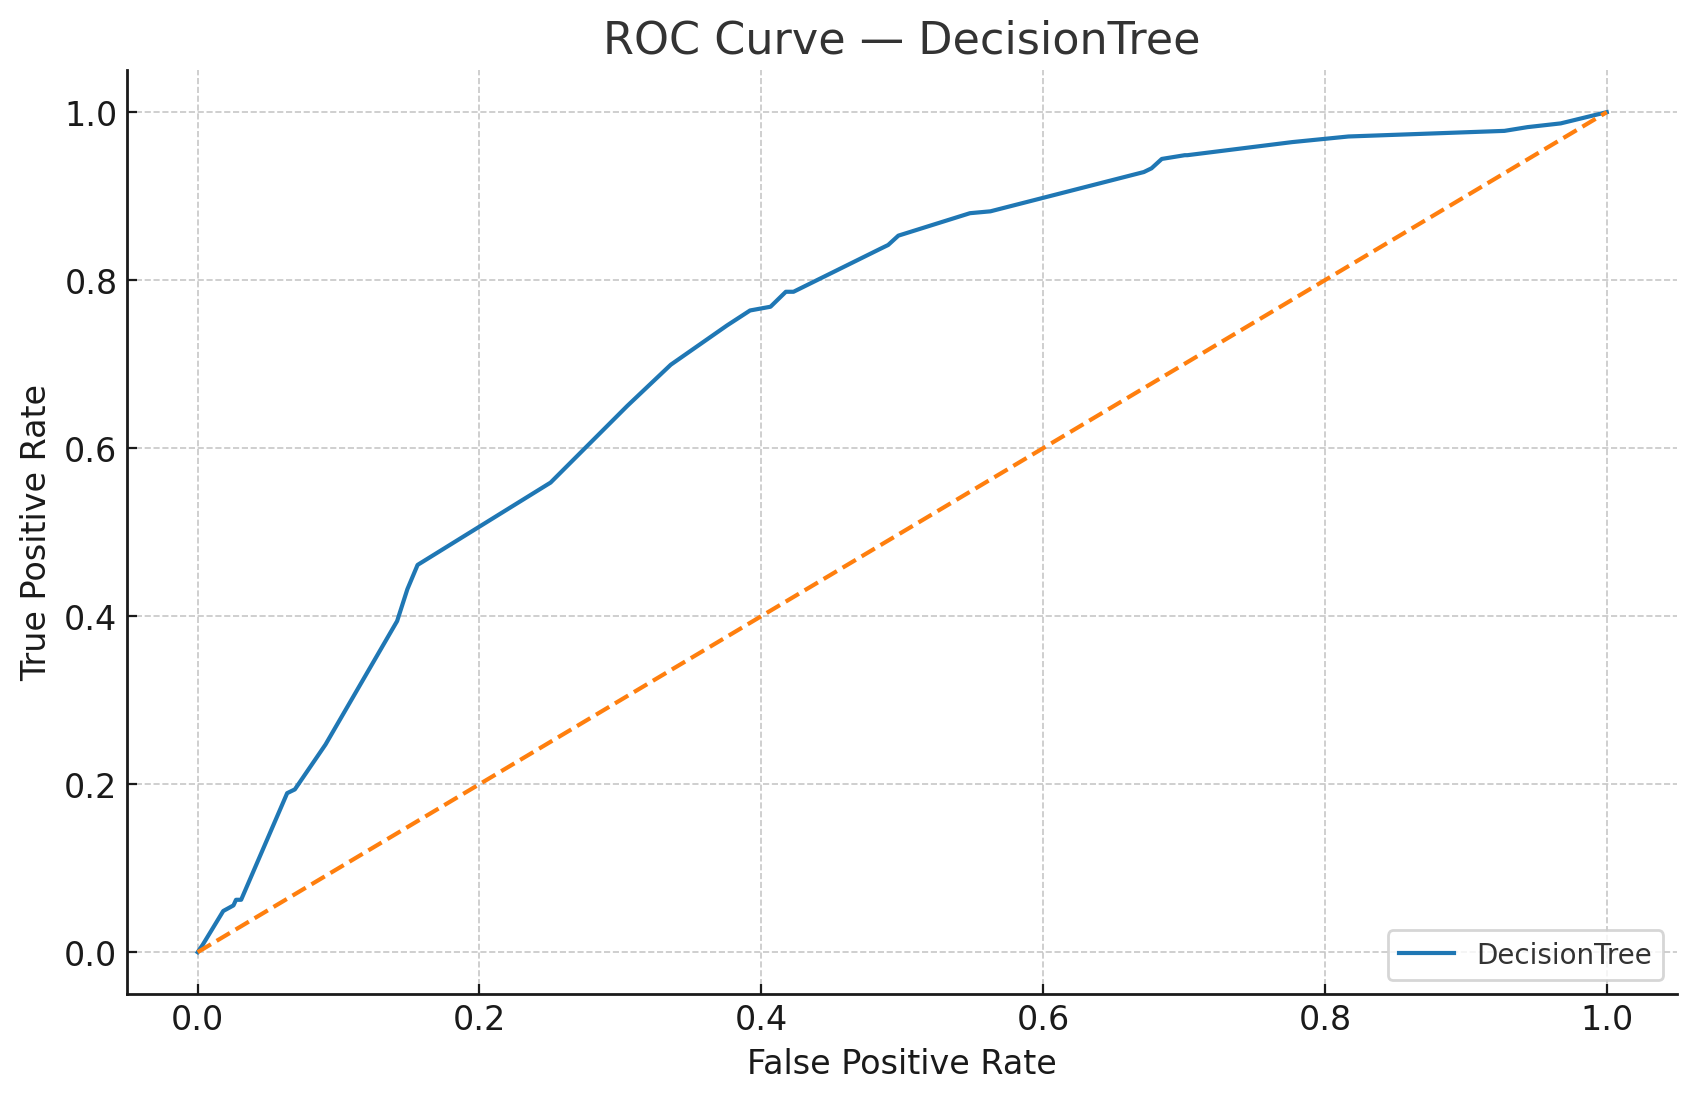 ROC Curve — DecisionTree
True Positive Rate
1.0
0.8
0.6
0.4
0.2
0.0
0.0 0.2 0.4 0.6 0.8 1.0
False Positive Rate
DecisionTree